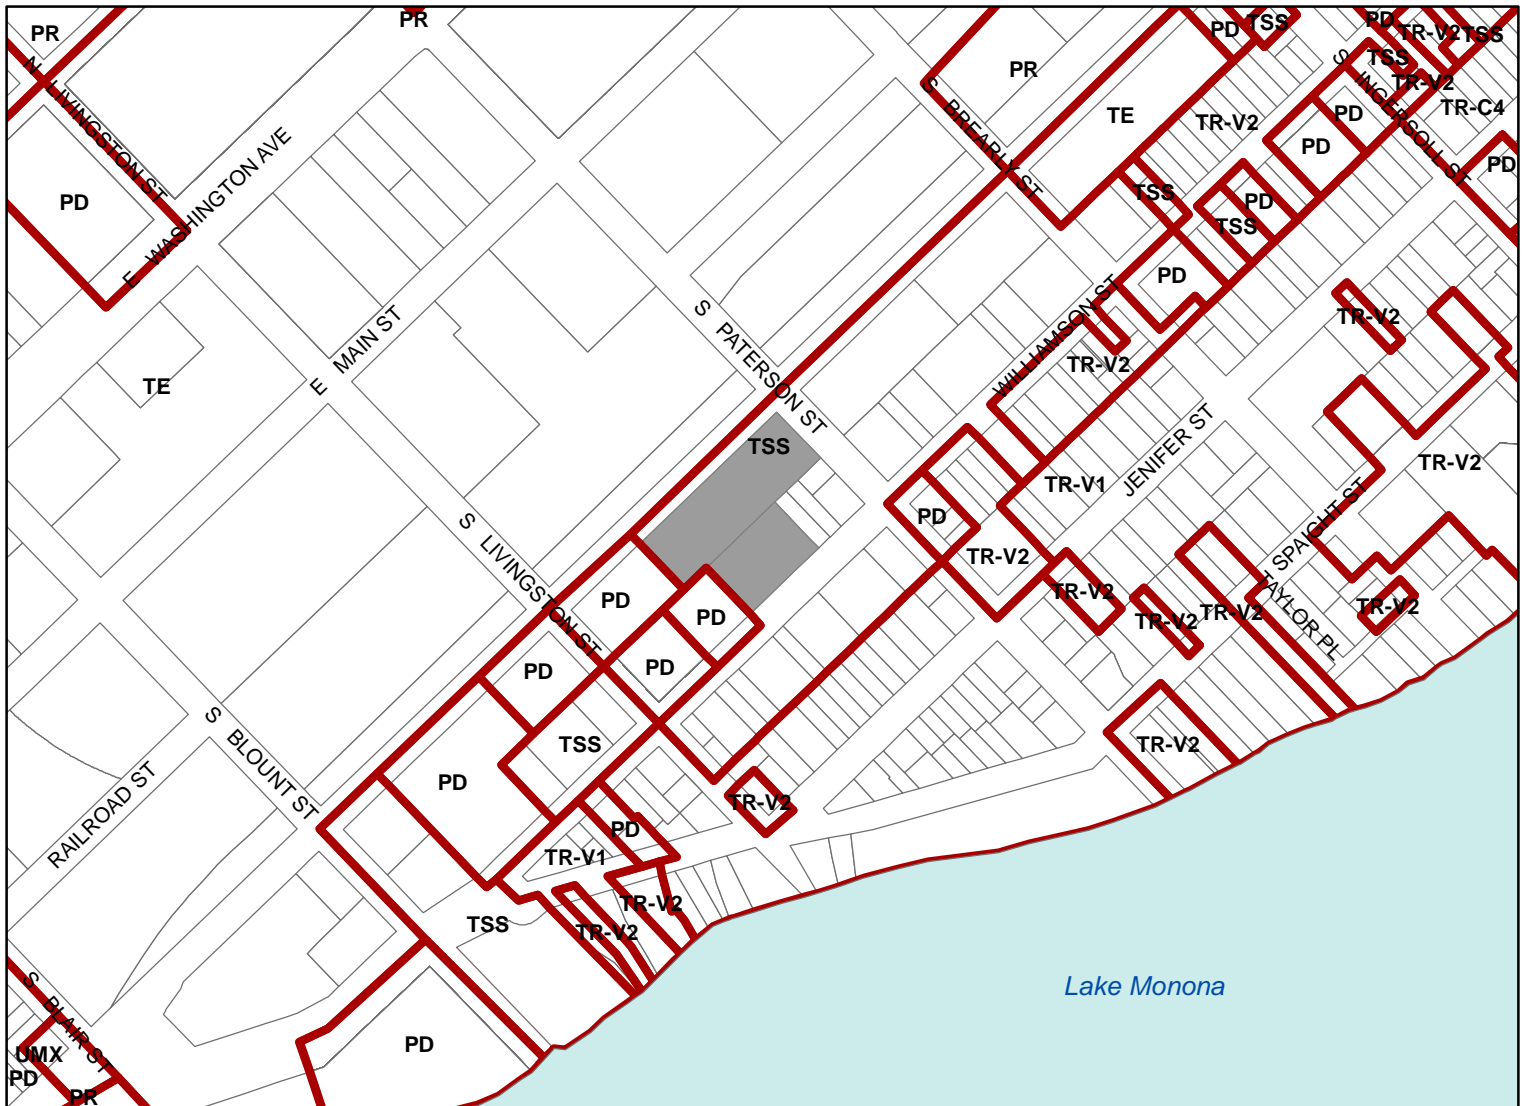 PR
PR
PD
TSS
PD
TR-V2
TSS
TSS
TR-V2
TR-C4
PR
TE
TR-V2
PD
PD
PD
TSS
PD
TSS
PD
N LIVINGSTON ST
E WASHINGTON AVE
S BREARLY ST
S INGERSOLL ST
PD
TE
E MAIN ST
S PATERSON ST
WILLIAMSON ST
PD
TR-V2
TR-V2
TSS
JENIFER ST
TR-V2
TR-V1
SPAIGHT ST
PD
TR-V2
S LIVINGSTON ST
PD
PD
TR-V2
TR-V2
TR-V2
TAYLOR PL
TR-V2
PD
PD
TSS
TR-V2
S BLOUNT ST
RAILROAD ST
PD
TR-V2
PD
TR-V1
TR-V2
TSS
TR-V2
Lake Monona
S BLAIR ST
PD
UMX
PD
PR